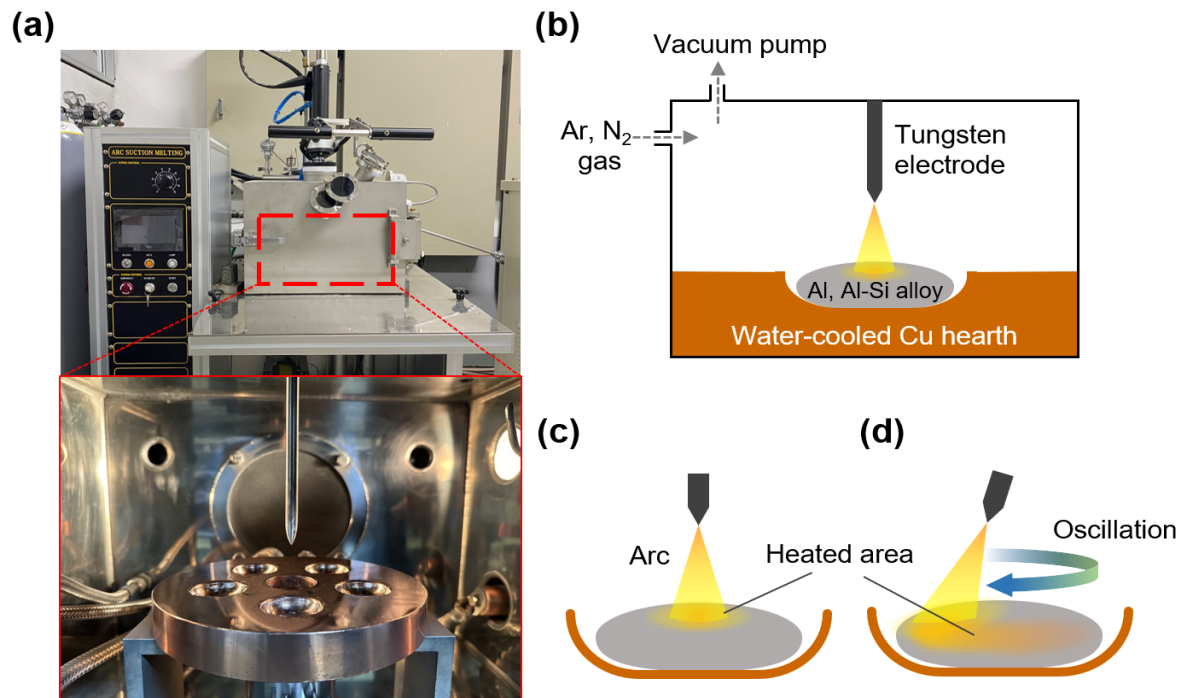 (a)
ARC SUCTION MELTING
(b)
Vacuum pump
Ar, N₂
gas
Tungsten
electrode
Al, Al-Si alloy
Water-cooled Cu hearth
(c)
Arc
Heated area
(d)
Oscillation